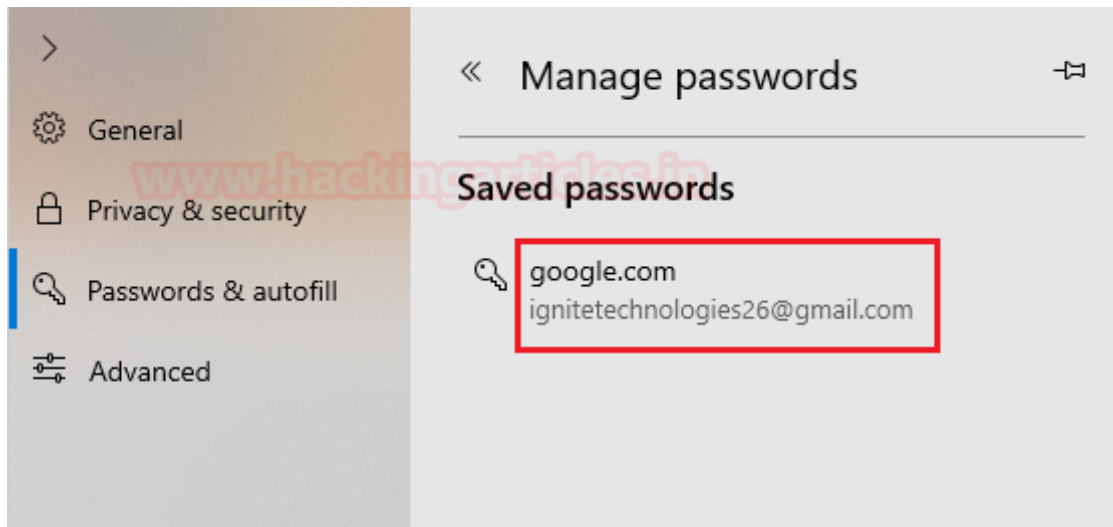 General
Privacy & security
Passwords & autofill
Advanced
Manage passwords
www.hackingarticles.in
Saved passwords
google.com
ignitetechnologies26@gmail.com